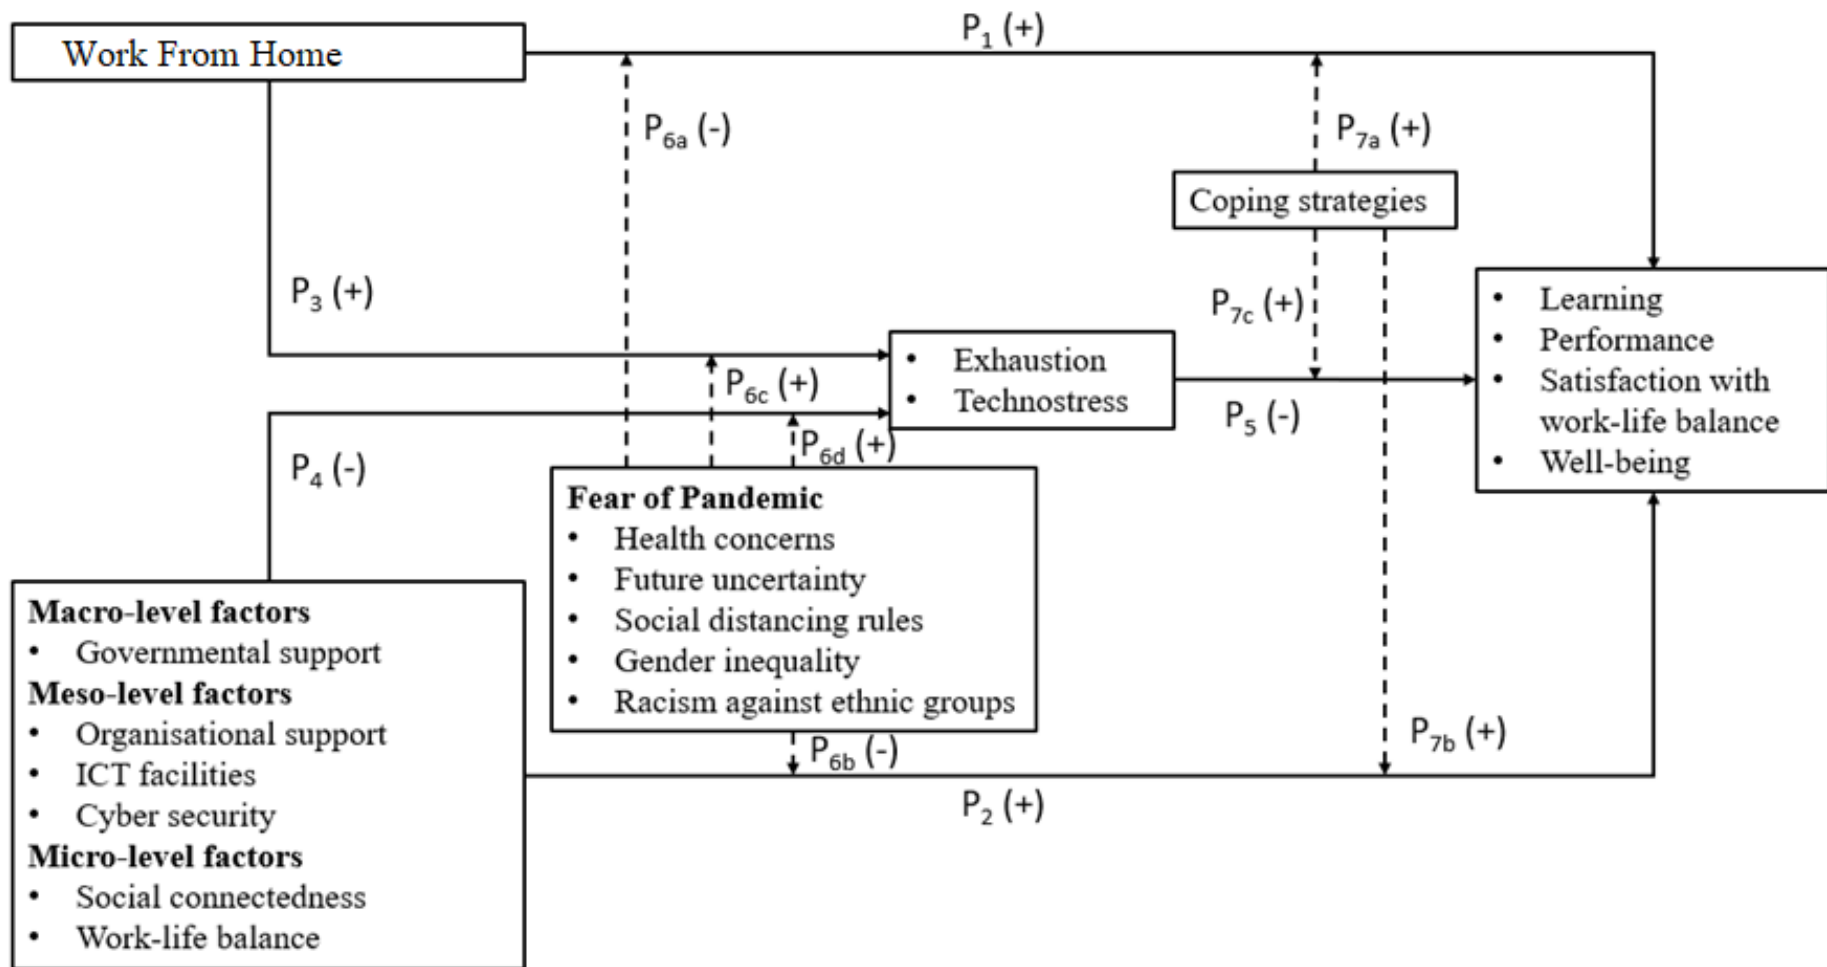 Work From Home
P1 (+)
P6a (-)
P7a (+)
Coping strategies
P3 (+)
P7c (+)
• Learning
• Performance
• Satisfaction with
work-life balance
• Well-being
• Exhaustion
• Technostress
P6c (+)
P5 (-)
P6d (+)
P4 (-)
Fear of Pandemic
• Health concerns
• Future uncertainty
• Social distancing rules
• Gender inequality
• Racism against ethnic groups
Macro-level factors
• Governmental support
Meso-level factors
• Organisational support
• ICT facilities
• Cyber security
Micro-level factors
• Social connectedness
• Work-life balance
P6b (-)
P7b (+)
P2 (+)